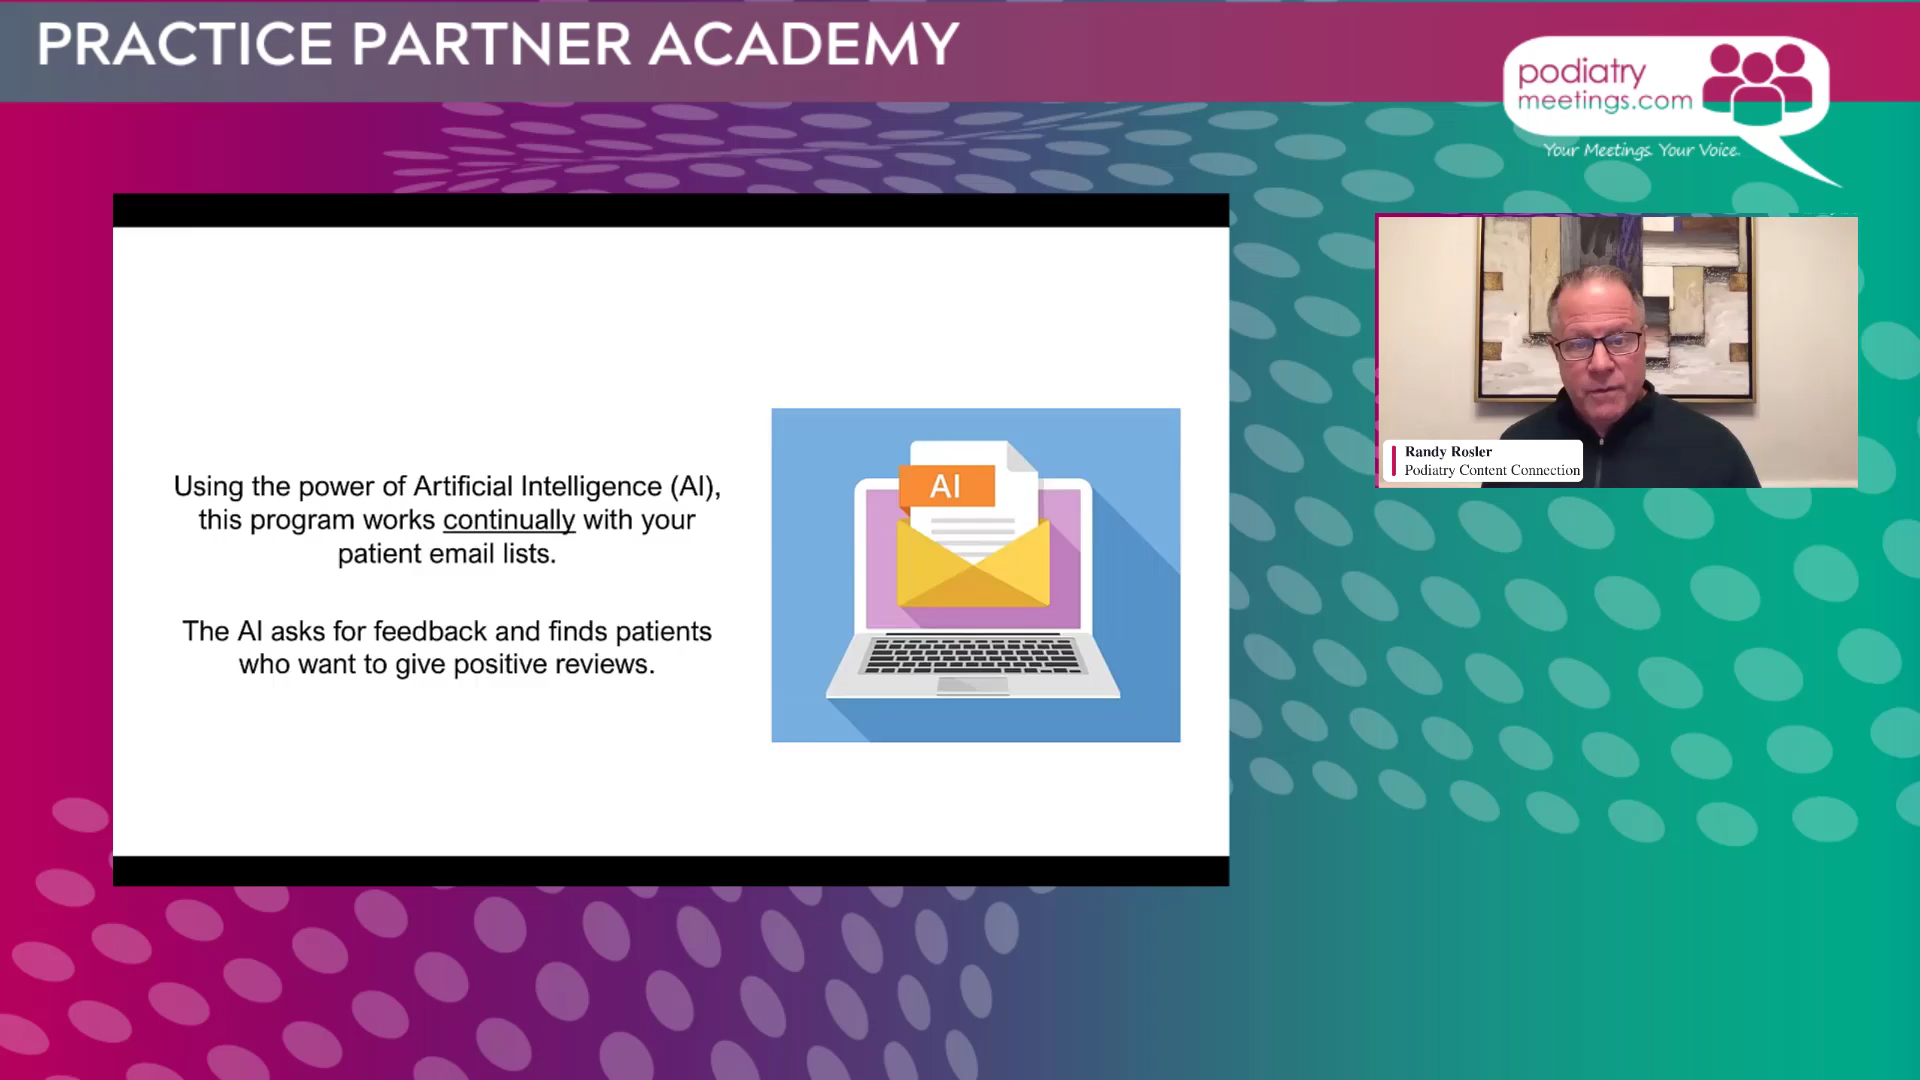 PRACTICE PARTNER ACADEMY
podiatry
meetings.com
Your Meetings. Your Voice.
Using the power of Artificial Intelligence (AI),
this program works continually with your
patient email lists.
The AI asks for feedback and finds patients
who want to give positive reviews.
AI
Randy Rosler
Podiatry Content Connection